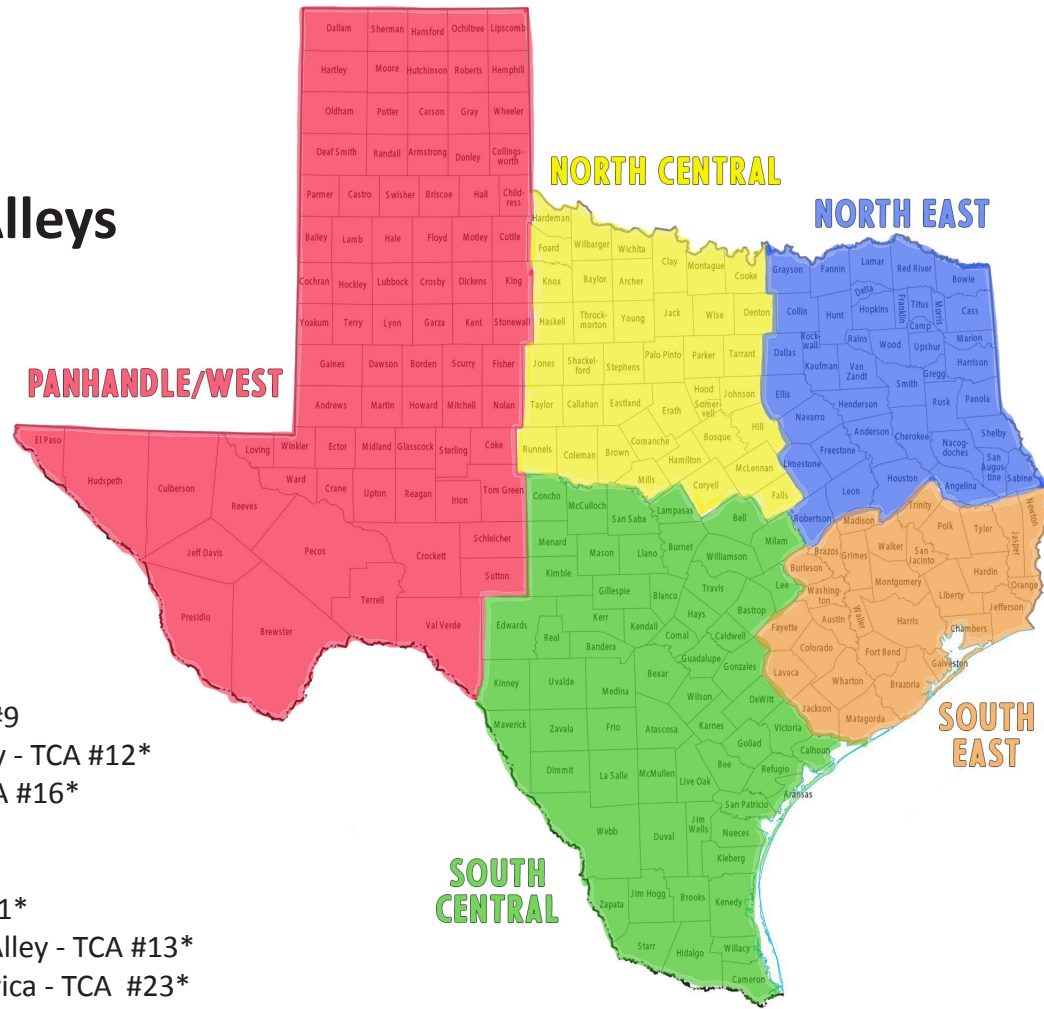 Alleys
#9
y - TCA #12*
A #16*
1*
Alley - TCA #13*
rica - TCA #23*
PANHANDLE/WEST
Dallam Sherman Hansford Ochiltree Lipscomb
Hartley Moore Hutchinson Roberts Hemphill
Oldham Potter Carson Gray Wheeler
Deaf Smith Randall Armstrong Donley Collings-
worth
Parmer Castro Swisher Briscoe Hall Child-
ress
Bailey Lamb Hale Floyd Motley Cottle
Cochran Hockley Lubbock Crosby Dickens King
Yoakum Terry Lynn Garza Kent Stonewall
Gaines Dawson Borden Scurry Fisher
Andrews Martin Howard Mitchell Nolan
El Paso Loving Winkler Ector Midland Glasscock Sterling Coke
Hudspeth Culberson Reeves Ward Crane Upton Reagan Irion Tom Green
Jeff Davis Pecos Crockett Schleicher
Sutton
Presidio Brewster Terrell Val Verde
NORTH CENTRAL
Hardeman
Foard Wilbarger Wichita Clay Montague Cooke
Knox Baylor Archer
Haskell Throck-
morton Young Jack Wise Denton
Jones Shackel-
ford Stephens Palo Pinto Parker Tarrant
Taylor Callahan Eastland Erath Hood
Somer-
vell Johnson
Hill
Runnels Coleman Brown Comanche Bosque
Mills Hamilton McLennan
Coryell Falls
NORTH EAST
Grayson Fannin Lamar Red River Bowie
Collin Hunt Delta Hopkins Franklin Titus Morris Cass
Camp
Rock-
wall Rains Wood Upshur Marion
Dallas Kaufman Van
Zandt Smith Gregg Harrison
Ellis Henderson Rusk Panola
Navarro Anderson Cherokee Nacog-
doches Shelby
Limestone Freestone San
Augus-
tine Sabine
Robertson Leon Houston Angelina
SOUTH CENTRAL
Concho McCulloch San Saba Lampasas Bell Milam
Menard Mason Llano Burnet Williamson
Kimble Gillespie Blanco Travis Lee
Edwards Real Kerr Kendall Hays Bastrop
Bandera Comal Caldwell
Kinney Uvalde Medina Bexar Guadalupe Gonzales
Wilson DeWitt
Maverick Zavala Frio Atascosa Karnes Victoria
Goliad Calhoun
Dimmit La Salle McMullen Live Oak Bee Refugio
Aransas
San Patricio
Webb Duval Jim
Wells Nueces
Kleberg
Zapata Jim Hogg Brooks Kenedy
Starr Hidalgo Willacy
Cameron
SOUTH
EAST
Madison Trinity Polk Tyler Jasper Newton
Brazos Grimes Walker San
Jacinto
Burleson Hardin
Washing-
ton Montgomery Liberty Orange
Jefferson
Fayette Austin Waller Harris Chambers
Lavaca Colorado Fort Bend Galveston
Wharton Brazoria
Jackson Matagorda